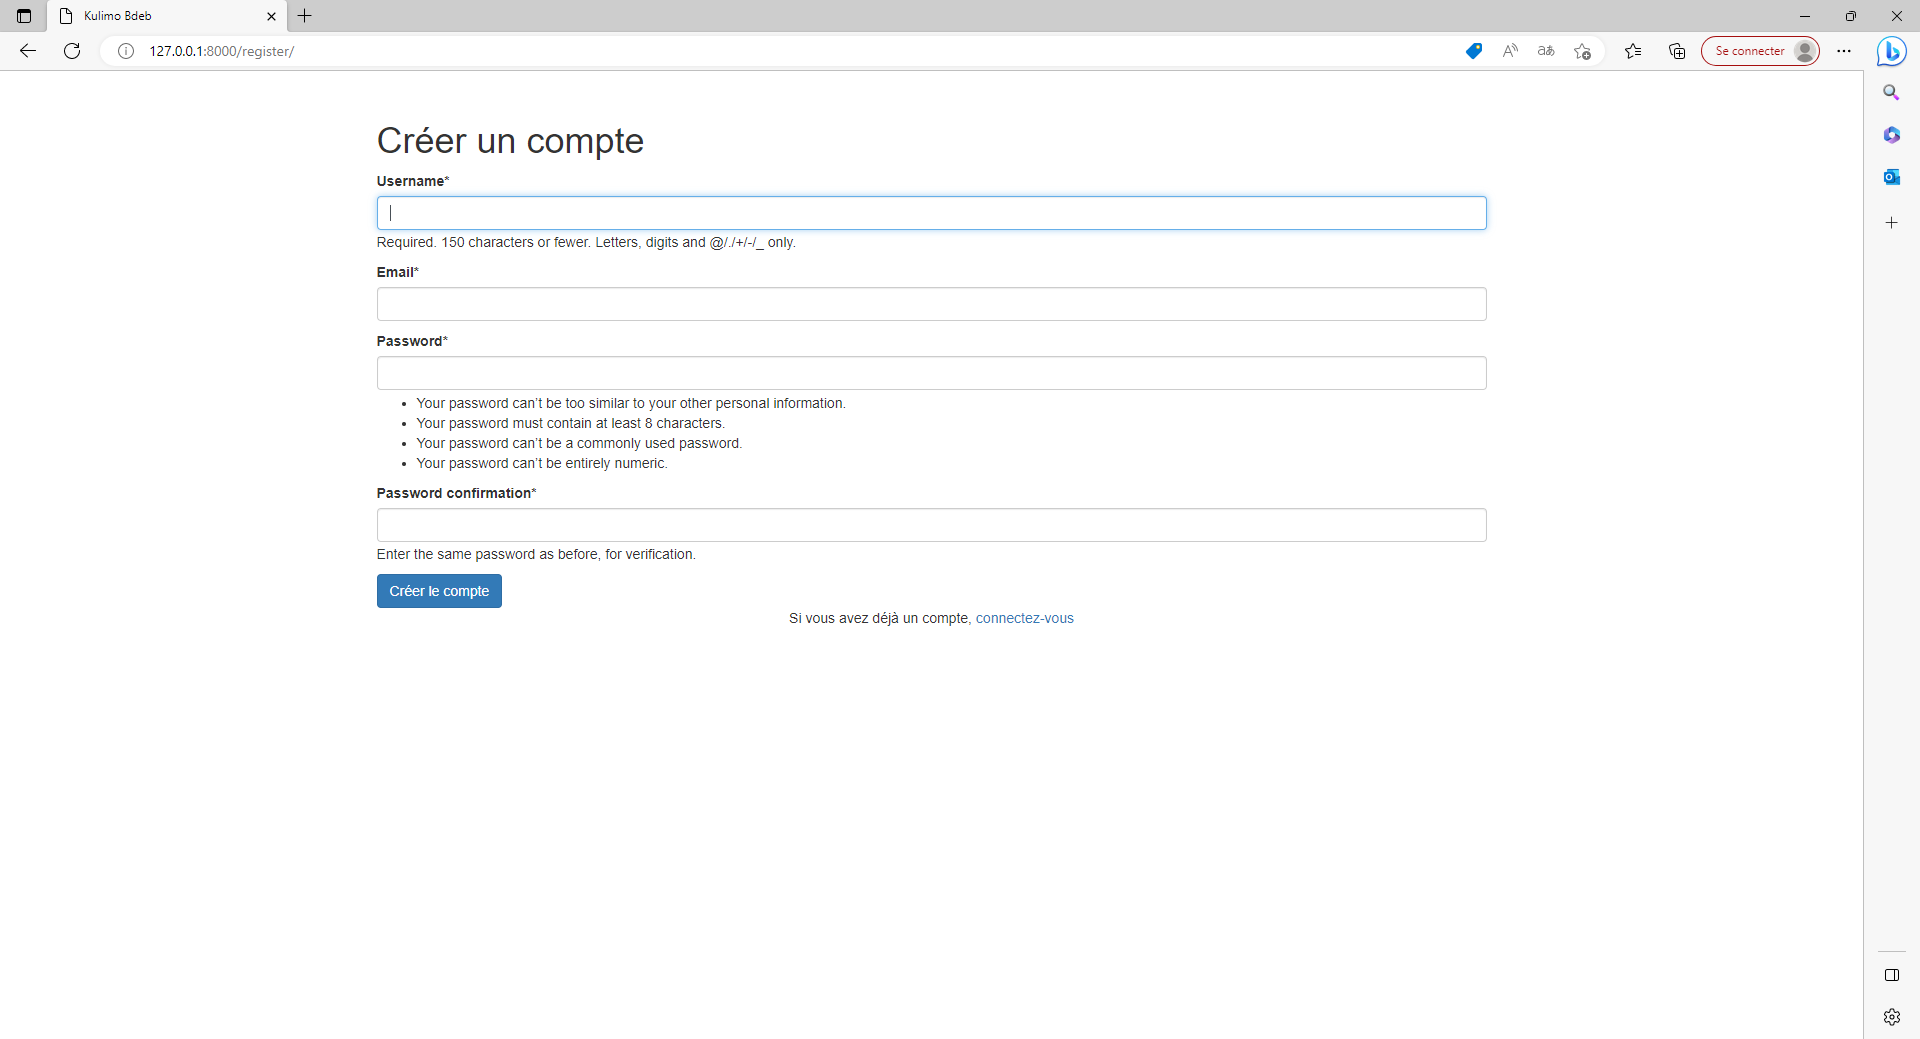 Kulimo Bdeb
127.0.0.1:8000/register/
Se connecter
Créer un compte
Username*
Required. 150 characters or fewer. Letters, digits and @/./+/-/_ only.
Email*
Password*
Your password can’t be too similar to your other personal information.
Your password must contain at least 8 characters.
Your password can’t be a commonly used password.
Your password can’t be entirely numeric.
Password confirmation*
Enter the same password as before, for verification.
Créer le compte
Si vous avez déjà un compte, connectez-vous